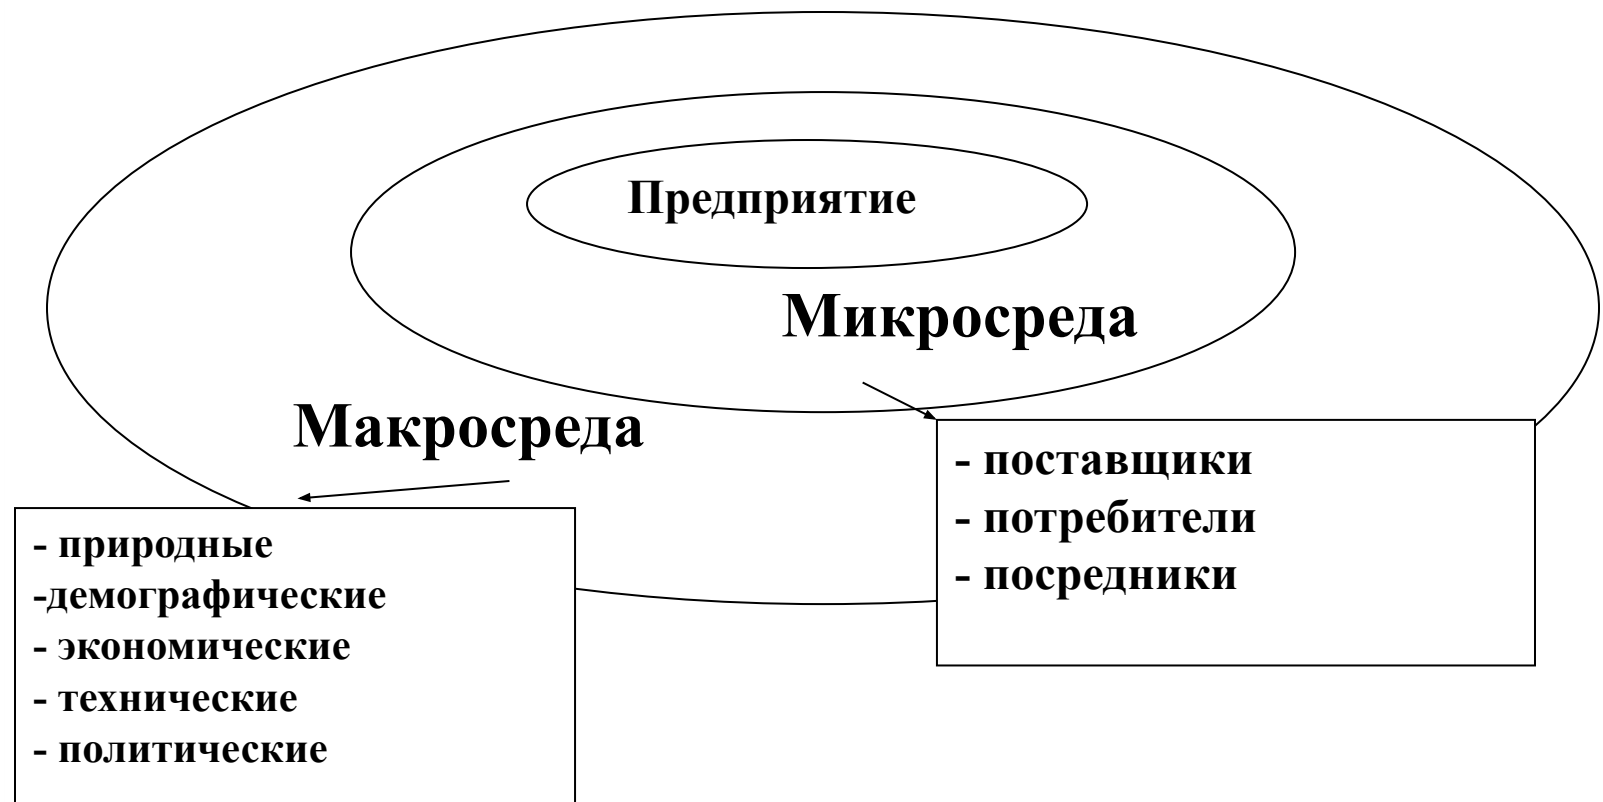 Предприятие
Микросреда
Макросреда
- поставщики
- потребители
- посредники
- природные
-демографические
- экономические
- технические
- политические